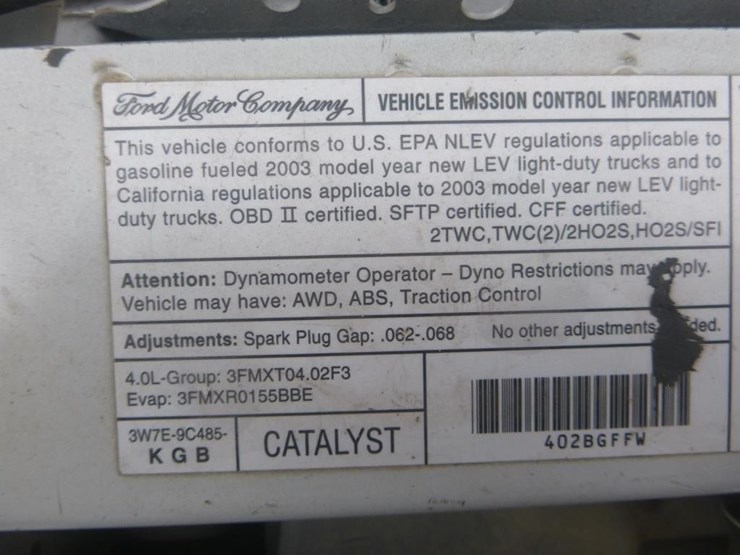 Ford Motor Company VEHICLE EMISSION CONTROL INFORMATION
This vehicle conforms to U.S. EPA NLEV regulations applicable to
gasoline fueled 2003 model year new LEV light-duty trucks and to
California regulations applicable to 2003 model year new LEV light-
duty trucks. OBD II certified. SFTP certified. CFF certified.
2TWC,TWC(2)/2HO2S,HO2S/SFI
Attention: Dynamometer Operator – Dyno Restrictions may
Vehicle may have: AWD, ABS, Traction Control
Adjustments: Spark Plug Gap: .062-.068 No other adjustments
4.0L-Group: 3FMXT04.02F3
Evap: 3FMXR0155BBE
3W7E-9C485-
KGB
CATALYST
402BGFFW